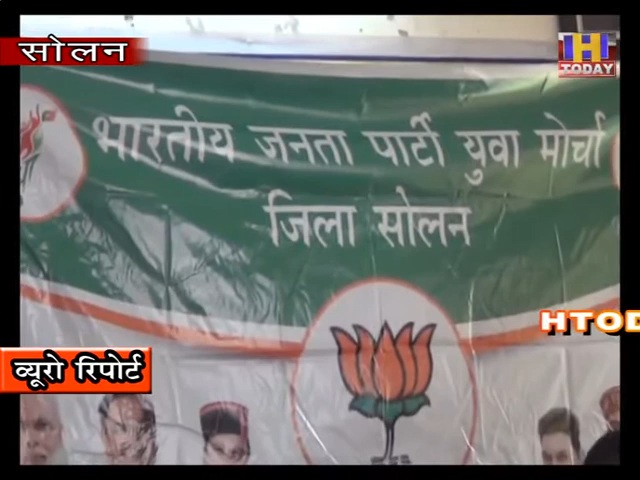 सोलन
H
TODAY
भारतीय जनता पार्टी युवा मोर्चा
जिला सोलन
HTOD
ब्यूरो रिपोर्ट